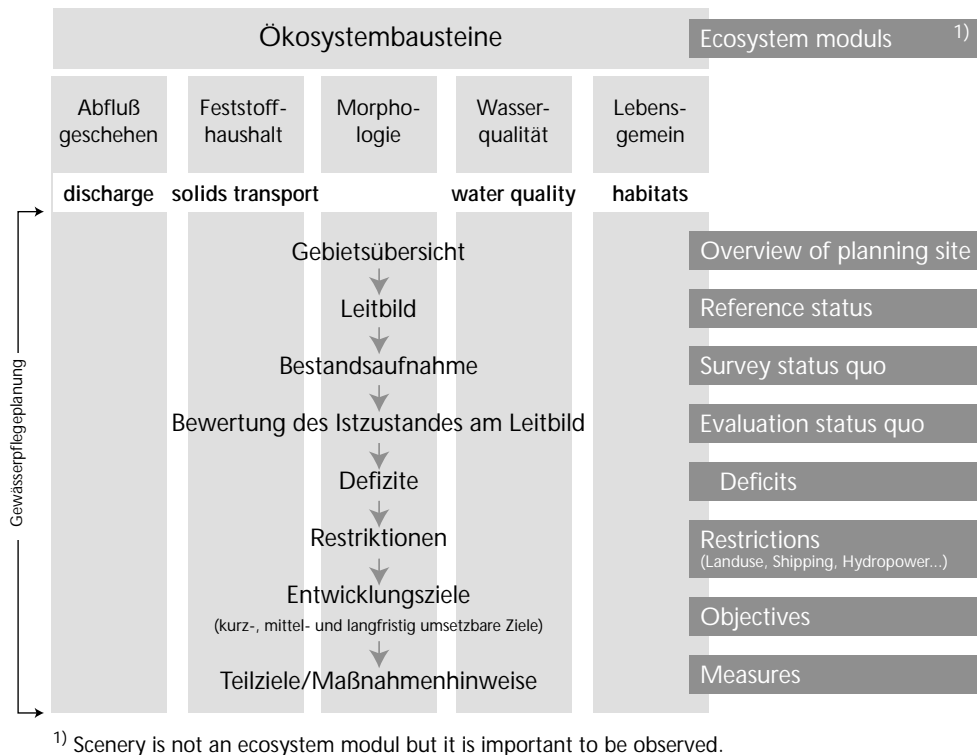 Ökosystembausteine
Ecosystem moduls 1)
Abfluß
geschehen
Feststoff-
haushalt
Morpho-
logie
Wasser-
qualität
Lebens-
gemein
discharge
solids transport
water quality
habitats
Gewässerpflegeplanung
Gebietsübersicht
Overview of planning site
Leitbild
Reference status
Bestandsaufnahme
Survey status quo
Bewertung des Istzustandes am Leitbild
Evaluation status quo
Defizite
Deficits
Restriktionen
Restrictions
(Landuse, Shipping, Hydropower...)
Entwicklungsziele
(kurz-, mittel- und langfristig umsetzbare Ziele)
Objectives
Teilziele/Maßnahmenhinweise
Measures
1) Scenery is not an ecosystem modul but it is important to be observed.